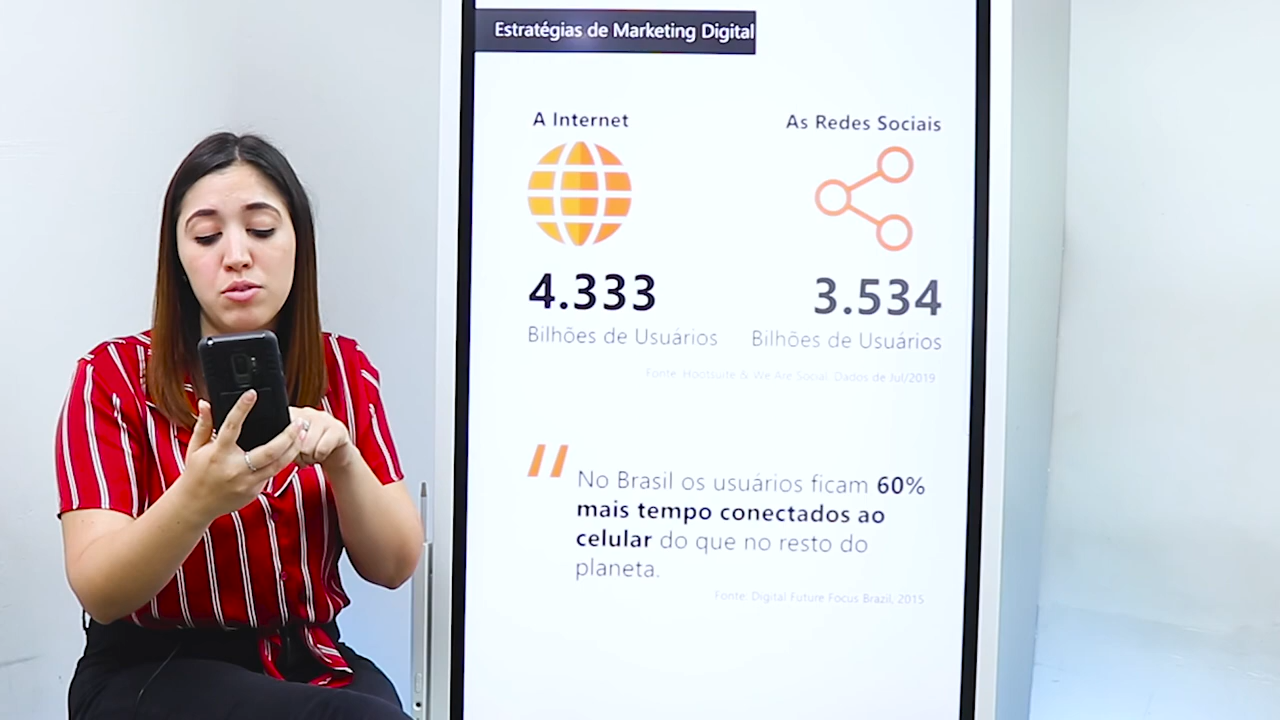 Estratégias de Marketing Digital
A Internet
As Redes Sociais
4.333
Bilhões de Usuários
3.534
Bilhões de Usuários
Fonte: Hootsuite & We Are Social. Dados de Jul/2019
No Brasil os usuários ficam 60%
mais tempo conectados ao
celular do que no resto do
planeta.
Fonte: Digital Future Focus Brazil, 2015